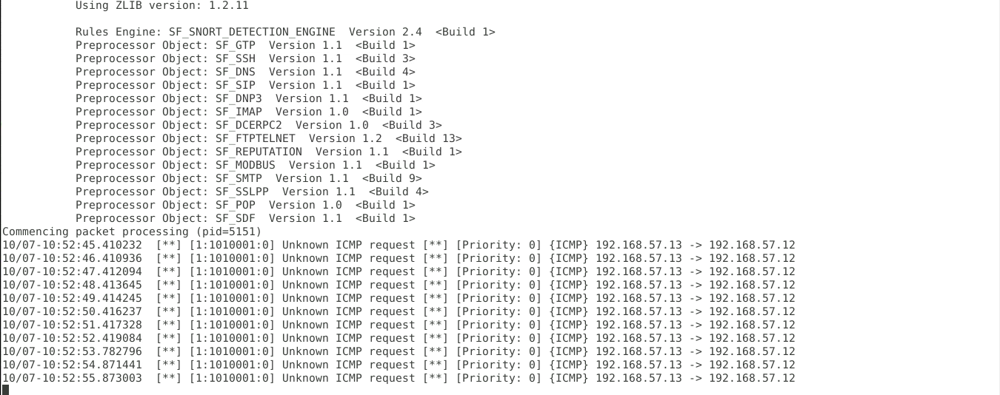 Using ZLIB version: 1.2.11
Rules Engine: SF_SNORT_DETECTION_ENGINE  Version 2.4  <Build 1>
Preprocessor Object: SF_GTP  Version 1.1  <Build 1>
Preprocessor Object: SF_SSH  Version 1.1  <Build 3>
Preprocessor Object: SF_DNS  Version 1.1  <Build 4>
Preprocessor Object: SF_SIP  Version 1.1  <Build 1>
Preprocessor Object: SF_DNP3  Version 1.1  <Build 1>
Preprocessor Object: SF_IMAP  Version 1.0  <Build 1>
Preprocessor Object: SF_DCERPC2  Version 1.0  <Build 3>
Preprocessor Object: SF_FTPTELNET  Version 1.2  <Build 13>
Preprocessor Object: SF_REPUTATION  Version 1.1  <Build 1>
Preprocessor Object: SF_MODBUS  Version 1.1  <Build 1>
Preprocessor Object: SF_SMTP  Version 1.1  <Build 9>
Preprocessor Object: SF_SSLPP  Version 1.1  <Build 4>
Preprocessor Object: SF_POP  Version 1.0  <Build 1>
Preprocessor Object: SF_SDF  Version 1.1  <Build 1>
Commencing packet processing (pid=5151)
10/07-10:52:45.410232  [**] [1:1010001:0] Unknown ICMP request [**] [Priority: 0] {ICMP} 192.168.57.13 -> 192.168.57.12
10/07-10:52:46.410936  [**] [1:1010001:0] Unknown ICMP request [**] [Priority: 0] {ICMP} 192.168.57.13 -> 192.168.57.12
10/07-10:52:47.412094  [**] [1:1010001:0] Unknown ICMP request [**] [Priority: 0] {ICMP} 192.168.57.13 -> 192.168.57.12
10/07-10:52:48.413645  [**] [1:1010001:0] Unknown ICMP request [**] [Priority: 0] {ICMP} 192.168.57.13 -> 192.168.57.12
10/07-10:52:49.414245  [**] [1:1010001:0] Unknown ICMP request [**] [Priority: 0] {ICMP} 192.168.57.13 -> 192.168.57.12
10/07-10:52:50.416237  [**] [1:1010001:0] Unknown ICMP request [**] [Priority: 0] {ICMP} 192.168.57.13 -> 192.168.57.12
10/07-10:52:51.417328  [**] [1:1010001:0] Unknown ICMP request [**] [Priority: 0] {ICMP} 192.168.57.13 -> 192.168.57.12
10/07-10:52:52.419084  [**] [1:1010001:0] Unknown ICMP request [**] [Priority: 0] {ICMP} 192.168.57.13 -> 192.168.57.12
10/07-10:52:53.782796  [**] [1:1010001:0] Unknown ICMP request [**] [Priority: 0] {ICMP} 192.168.57.13 -> 192.168.57.12
10/07-10:52:54.871441  [**] [1:1010001:0] Unknown ICMP request [**] [Priority: 0] {ICMP} 192.168.57.13 -> 192.168.57.12
10/07-10:52:55.873003  [**] [1:1010001:0] Unknown ICMP request [**] [Priority: 0] {ICMP} 192.168.57.13 -> 192.168.57.12